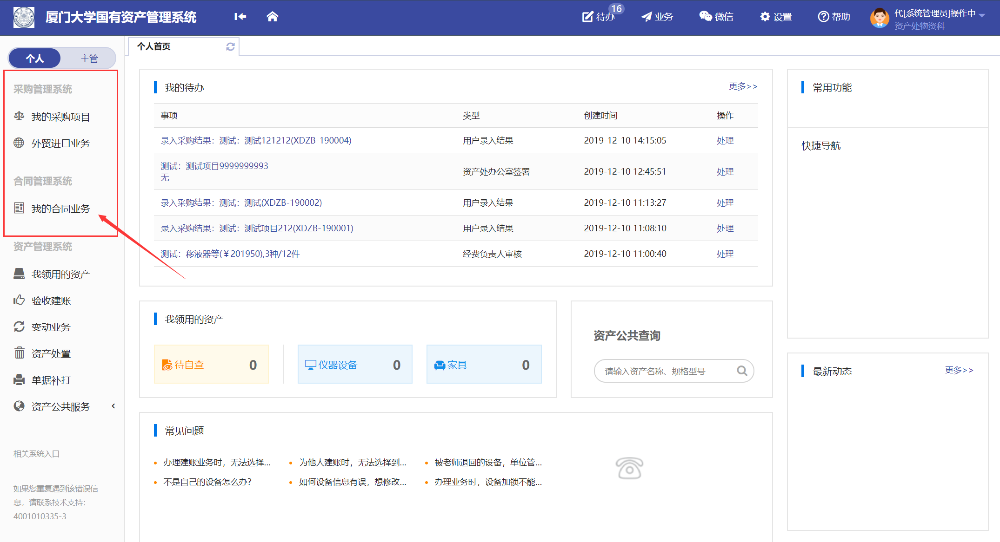 厦门大学国有资产管理系统
待办
16
业务
微信
设置
帮助
代[系统管理员]操作中
资产处物资科
个人
主管
采购管理系统
我的采购项目
外贸进口业务
合同管理系统
我的合同业务
资产管理系统
我领用的资产
验收建账
变动业务
资产处置
单据补打
资产公共服务
相关系统入口
如果您重复遇到该错误信
息，请联系技术支持：
4001010335-3
个人首页
我的待办
更多>>
事项 类型 创建时间 操作
录入采购结果：测试：测试121212(XDZB-190004) 用户录入结果 2019-12-10 14:15:05 处理
测试：测试项目9999999993
无
资产处办公室签署 2019-12-10 12:45:51 处理
录入采购结果：测试：测试(XDZB-190002) 用户录入结果 2019-12-10 11:13:27 处理
录入采购结果：测试：测试项目212(XDZB-190001) 用户录入结果 2019-12-10 11:08:10 处理
测试：移液器等(￥201950),3种/12件 经费负责人审核 2019-12-10 11:00:40 处理
我领用的资产
待自查 0
仪器设备 0
家具 0
资产公共查询
请输入资产名称、规格型号
常见问题
办理建账业务时，无法选择...
为他人建账时，无法选择到...
被老师退回的设备，单位管...
不是自己的设备怎么办？
如何设备信息有误，想修改...
办理业务时，设备加锁不能...
常用功能
快捷导航
最新动态
更多>>